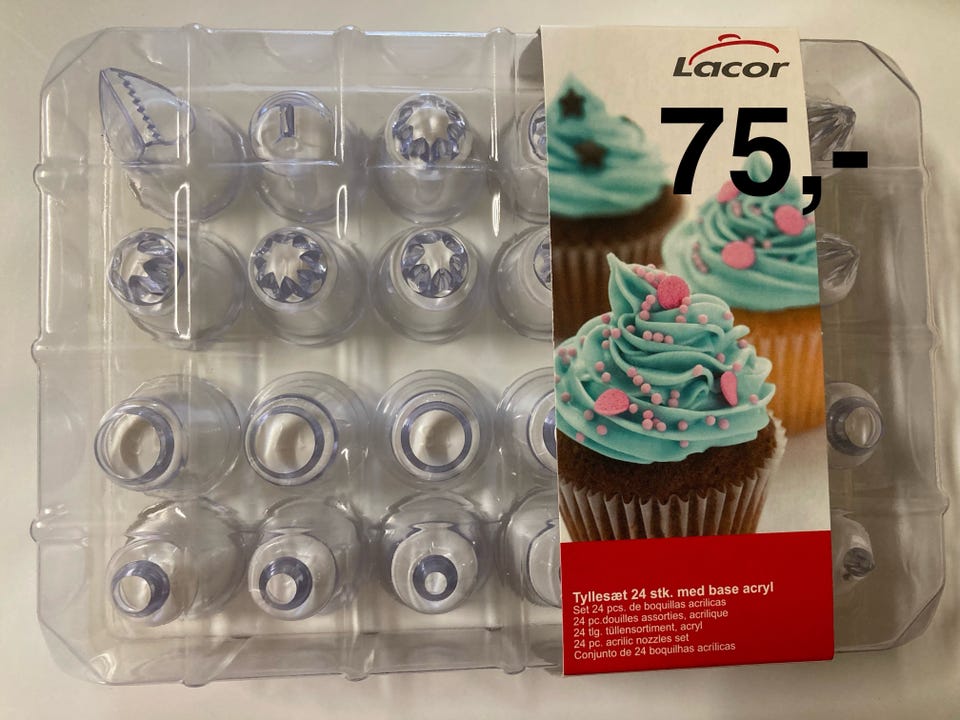 Lacor
75,-
Tyllesæt 24 stk. med base acryl
Set 24 pcs. de boquillas acrilicas
24 pc.douilles assorties, acrilique
24 tlg. tüllensortiment, acryl
24 pc. acrilic nozzles set
Conjunto de 24 boquilhas acrílicas